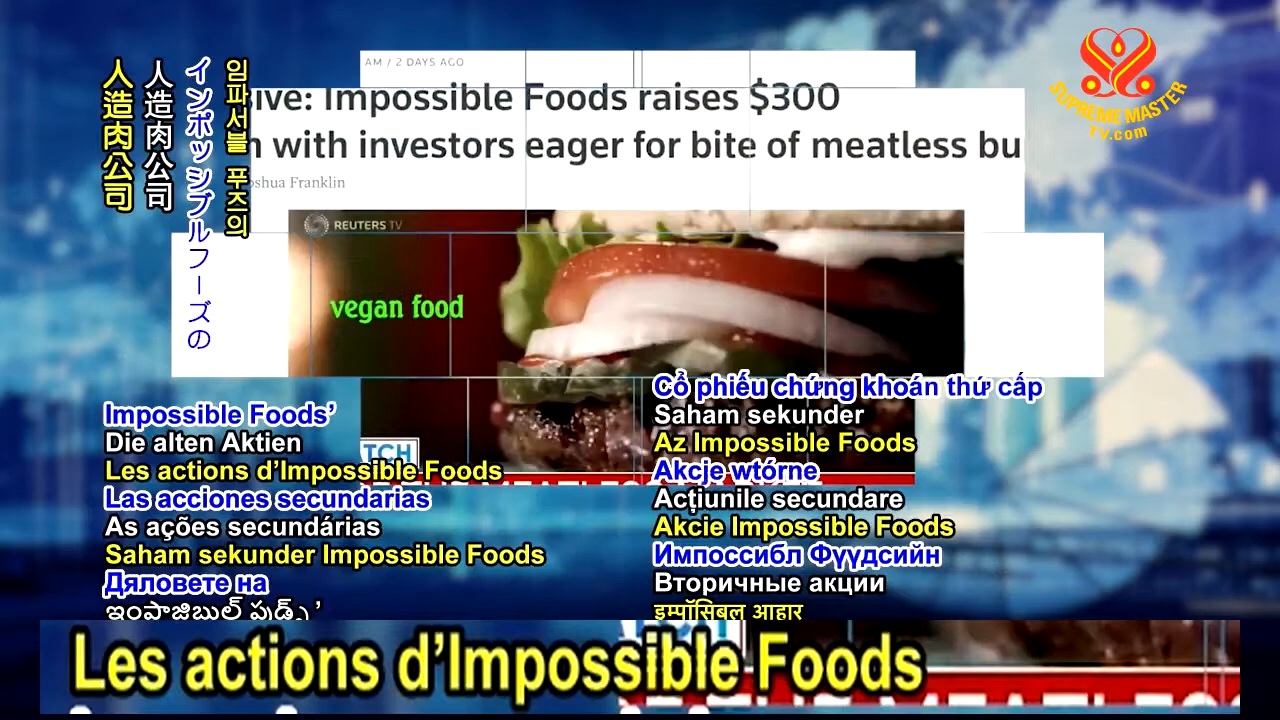 AM / 2 DAYS AGO
sive: Impossible Foods raises $300
n with investors eager for bite of meatless bu
oshua Franklin
SUPREME MASTER
TV.com
人造肉公司
人造肉公司
インポッシブルフーズの
임파서블 푸즈의
REUTERS TV
vegan food
TCH
Impossible Foods’
Die alten Aktien
Les actions d’Impossible Foods
Las acciones secundarias
As ações secundárias
Saham sekunder Impossible Foods
Дяловете на
ఇంపాజిబుల్ ఫుడ్స్ ’
Cổ phiếu chứng khoán thứ cấp
Saham sekunder
Az Impossible Foods
Akcje wtórne
Acțiunile secundare
Akcie Impossible Foods
Импоссибл Фүүдсийн
Вторичные акции
इम्पॉसिबल आहार
Les actions d’Impossible Foods